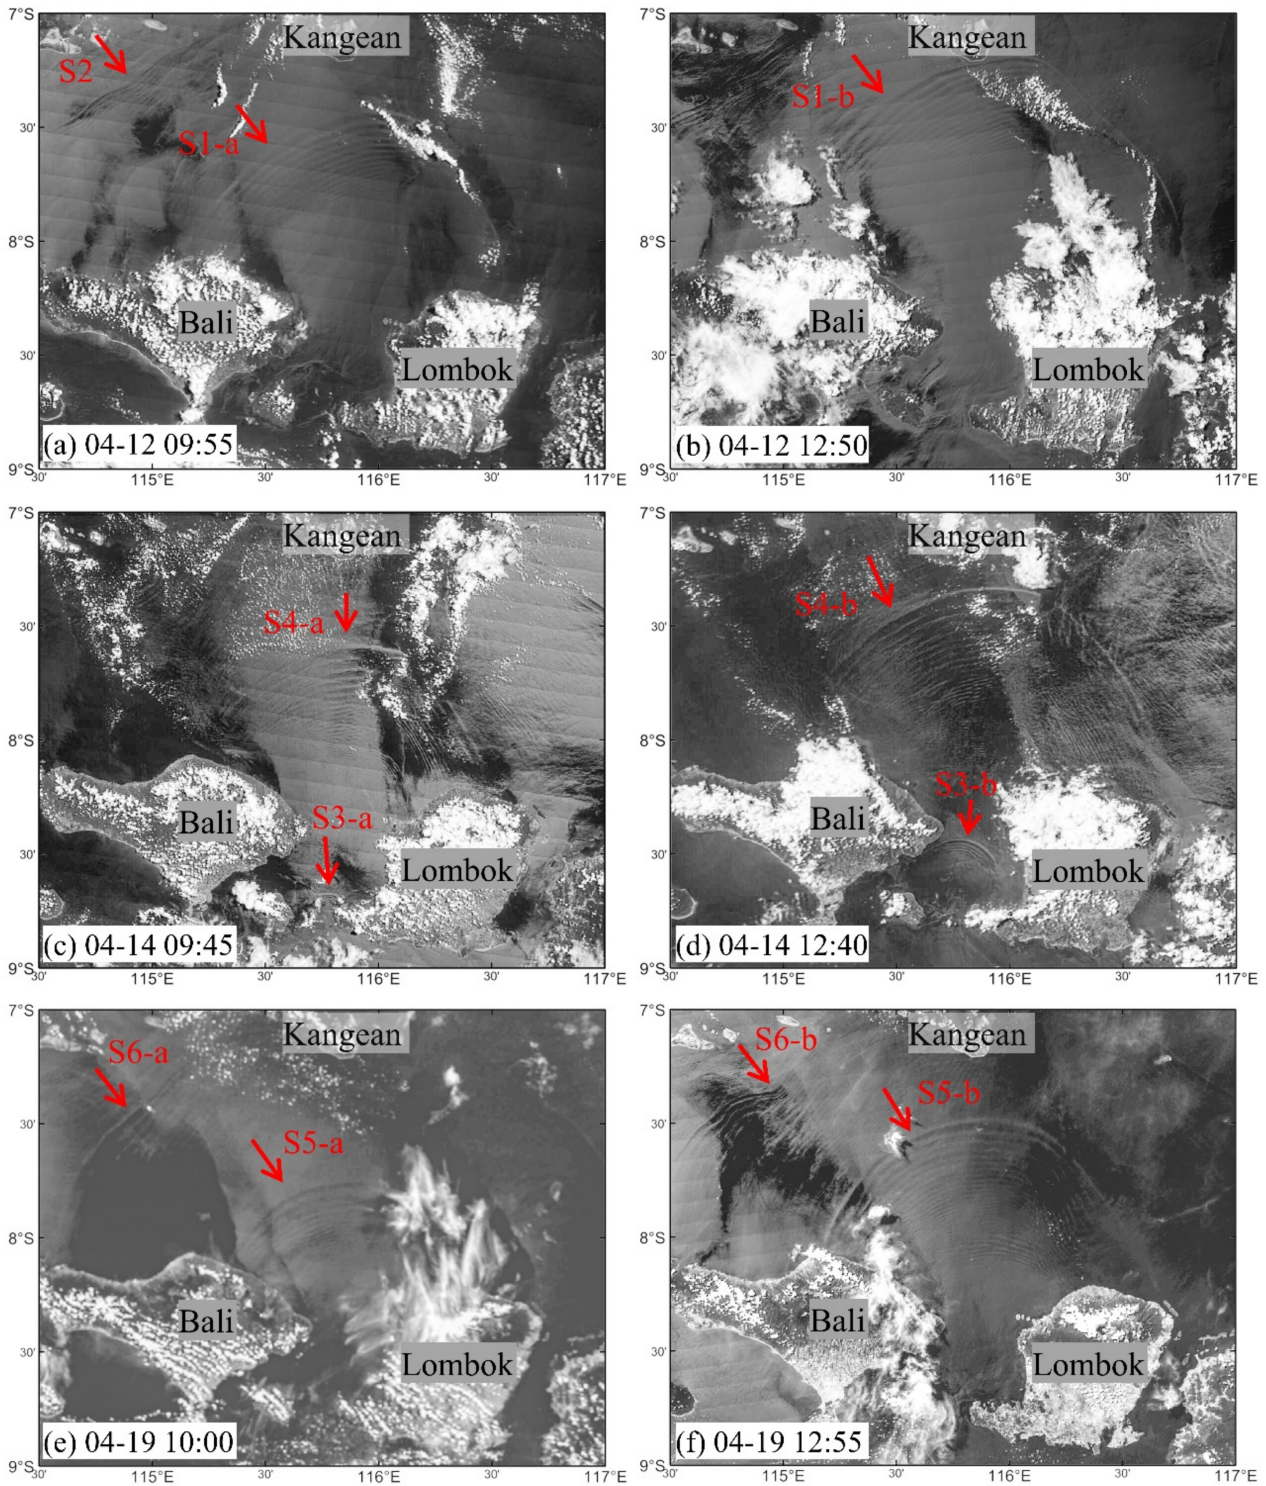 7°S
Kangean
S2
30'
S1-a
8°S
Bali
30'
Lombok
(a) 04-12 09:55
9°S
30' 115°E 30' 116°E 30' 117°E
7°S
Kangean
S1-b
30'
8°S
Bali
30'
Lombok
(b) 04-12 12:50
9°S
30' 115°E 30' 116°E 30' 117°E
7°S
Kangean
S4-a
30'
8°S
Bali
S3-a
30'
Lombok
(c) 04-14 09:45
9°S
30' 115°E 30' 116°E 30' 117°E
7°S
Kangean
S4-b
30'
8°S
S3-b
Bali
30'
Lombok
(d) 04-14 12:40
9°S
30' 115°E 30' 116°E 30' 117°E
7°S
Kangean
S6-a
30'
S5-a
8°S
Bali
30'
Lombok
(e) 04-19 10:00
9°S
30' 115°E 30' 116°E 30' 117°E
7°S
Kangean
S6-b
S5-b
30'
8°S
Bali
30'
Lombok
(f) 04-19 12:55
9°S
30' 115°E 30' 116°E 30' 117°E